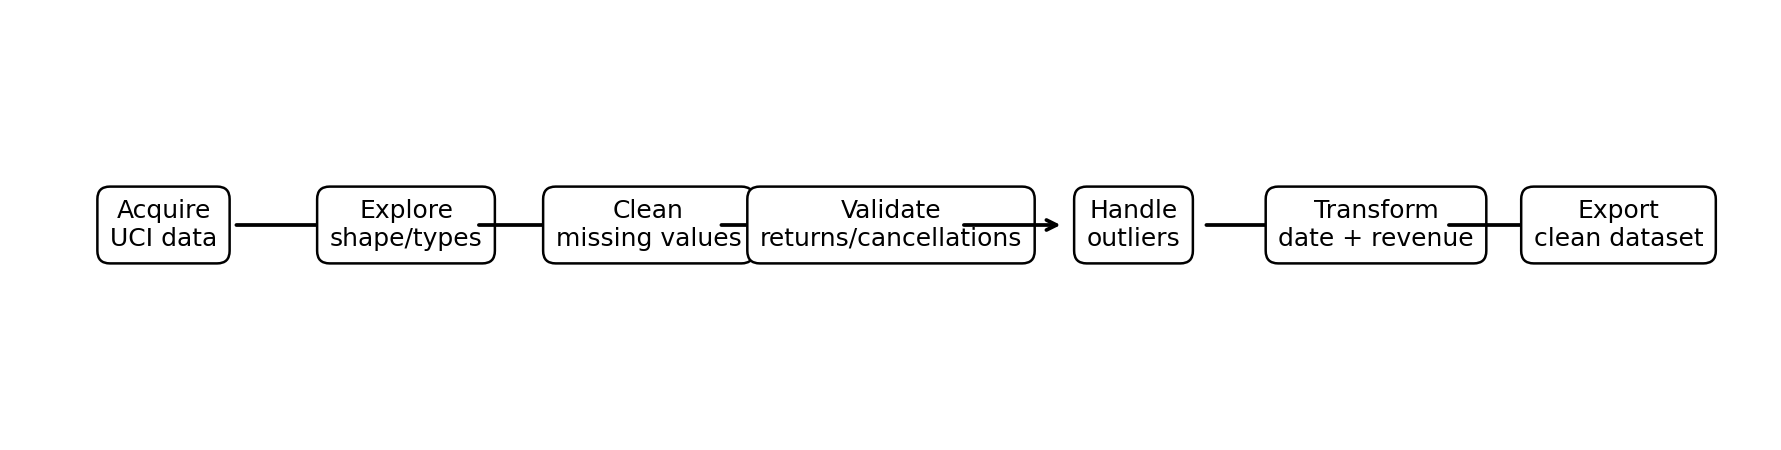 Acquire
UCI data
Explore
shape/types
Clean
missing values
Validate
returns/cancellations
Handle
outliers
Transform
date + revenue
Export
clean dataset